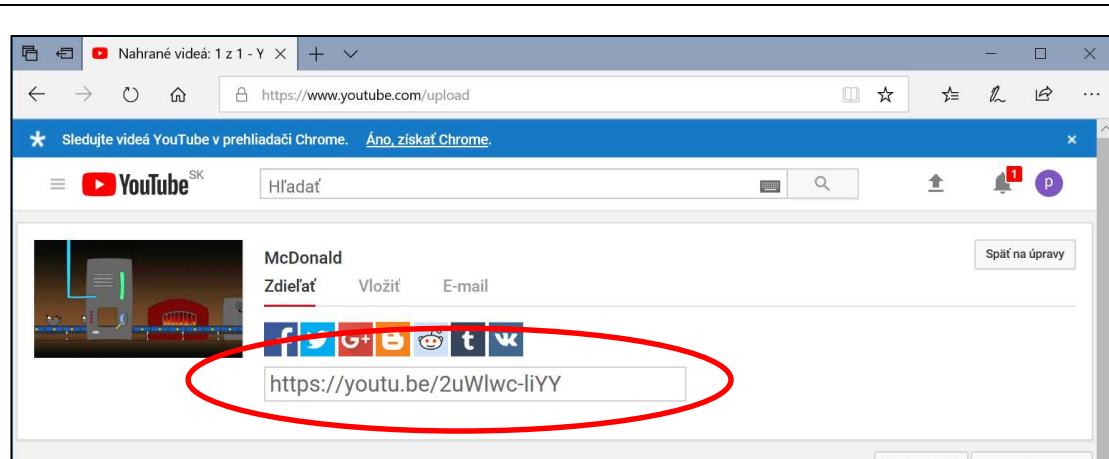 Nahrané videá: 1 z 1 - Y
https://www.youtube.com/upload
Sledujte videá YouTube v prehliadači Chrome. Áno, získať Chrome.
YouTube SK
Hľadať
1
p
McDonald
Späť na úpravy
Zdieľať Vložiť E-mail
f G+ B t vk
https://youtu.be/2uWlwc-liYY